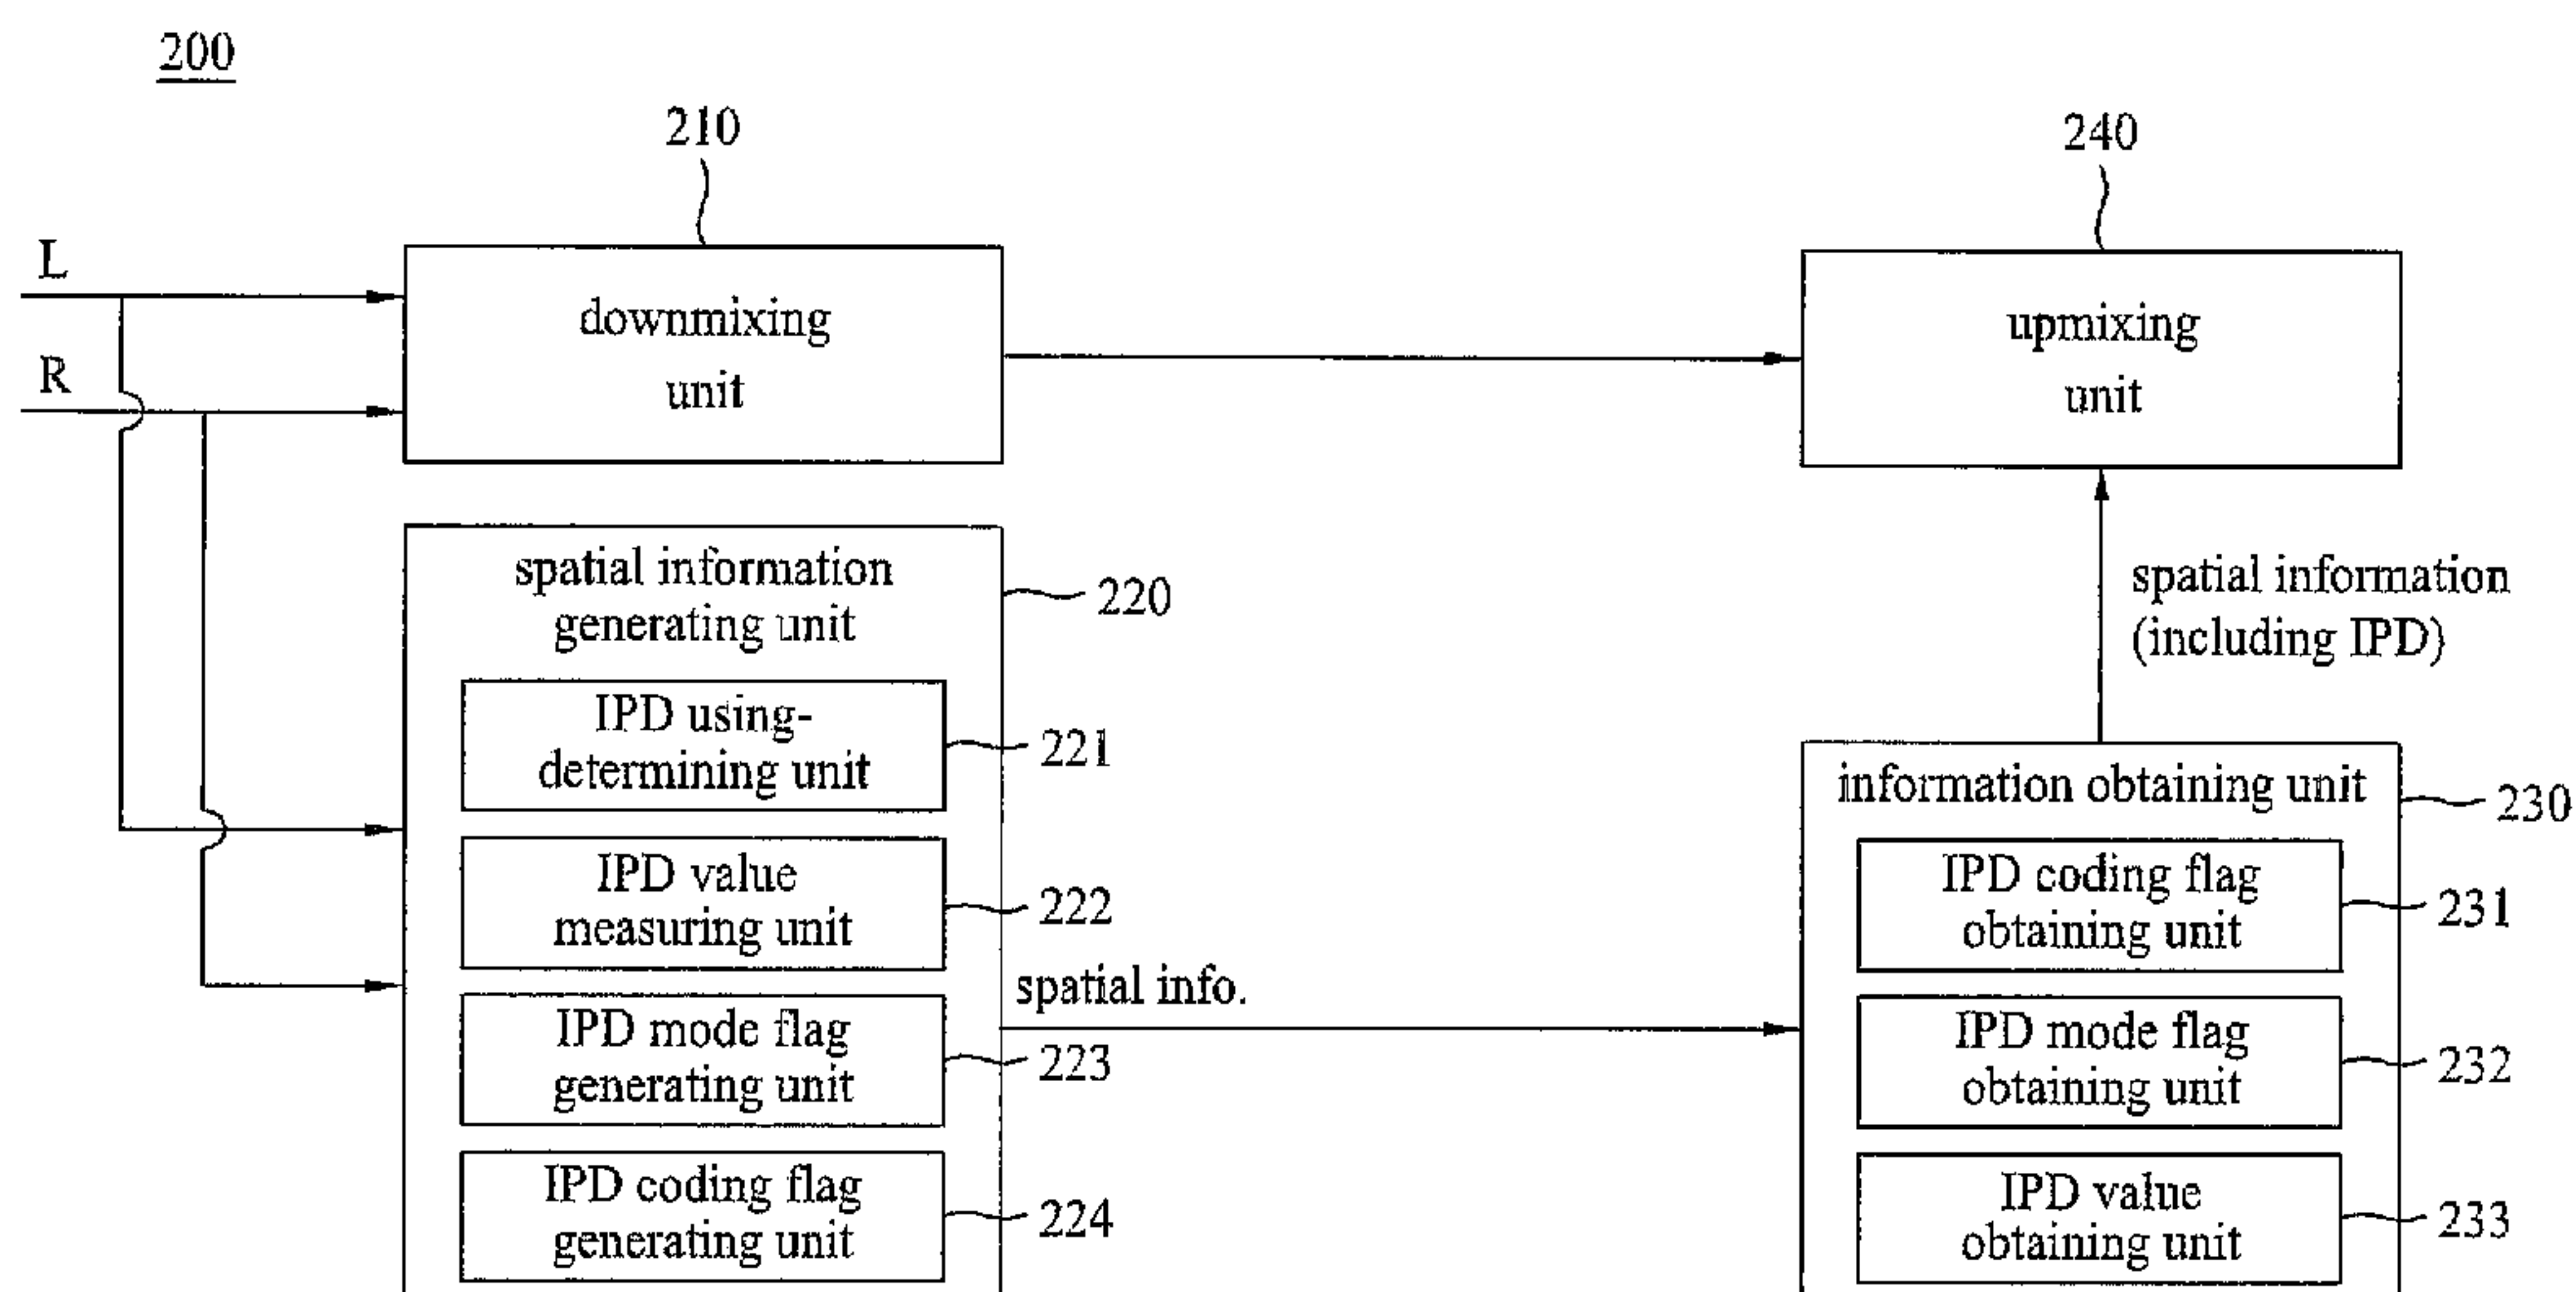 200
210
240
L
R
downmixing
unit
upmixing
unit
spatial information
generating unit
220
spatial information
(including IPD)
IPD using-
determining unit
221
information obtaining unit
230
IPD value
measuring unit
222
IPD coding flag
obtaining unit
231
spatial info.
IPD mode flag
generating unit
223
IPD mode flag
obtaining unit
232
IPD coding flag
generating unit
224
IPD value
obtaining unit
233